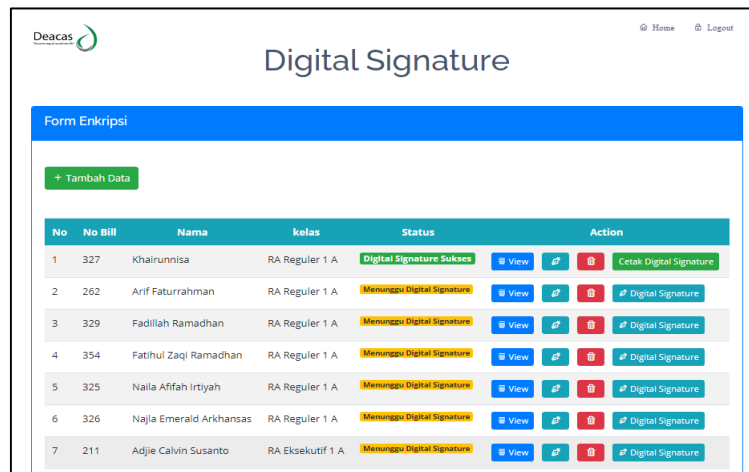 Deacas
Home Logout
Digital Signature
Form Enkripsi
+ Tambah Data
No No Bill Nama kelas Status Action
1 327 Khairunnisa RA Reguler 1 A Digital Signature Sukses View Cetak Digital Signature
2 262 Arif Faturrahman RA Reguler 1 A Menunggu Digital Signature View Digital Signature
3 329 Fadillah Ramadhan RA Reguler 1 A Menunggu Digital Signature View Digital Signature
4 354 Fatihul Zaqi Ramadhan RA Reguler 1 A Menunggu Digital Signature View Digital Signature
5 325 Naila Afifah Irtiyah RA Reguler 1 A Menunggu Digital Signature View Digital Signature
6 326 Najla Emerald Arkhansas RA Reguler 1 A Menunggu Digital Signature View Digital Signature
7 211 Adjie Calvin Susanto RA Eksekutif 1 A Menunggu Digital Signature View Digital Signature